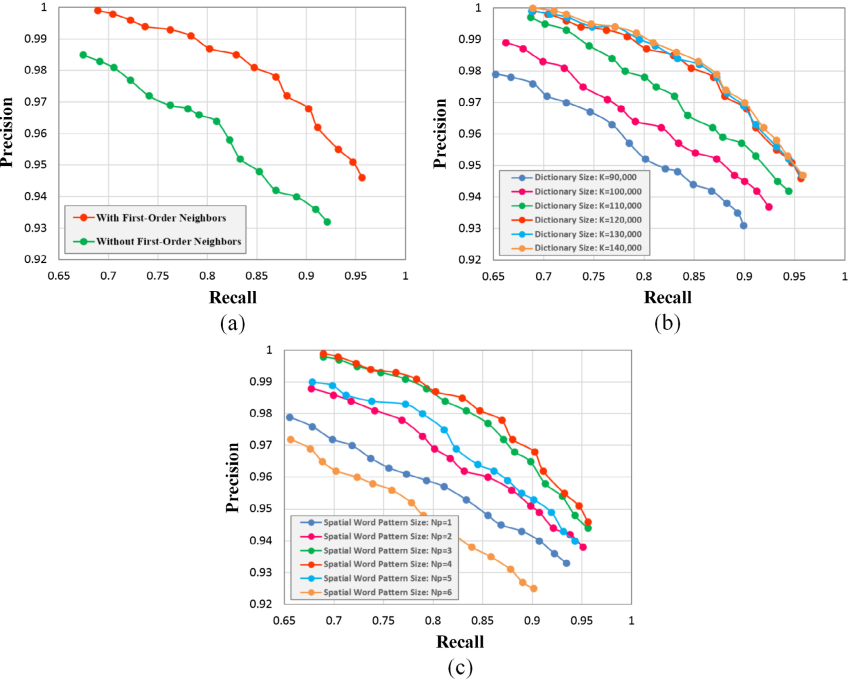 1
0.99
0.98
0.97
0.96
0.95
0.94
0.93
0.92
Precision
With First-Order Neighbors
Without First-Order Neighbors
0.65
0.7
0.75
0.8
0.85
0.9
0.95
1
Recall
(a)
1
0.99
0.98
0.97
0.96
0.95
0.94
0.93
0.92
Precision
Dictionary Size: K=90,000
Dictionary Size: K=100,000
Dictionary Size: K=110,000
Dictionary Size: K=120,000
Dictionary Size: K=130,000
Dictionary Size: K=140,000
0.65
0.7
0.75
0.8
0.85
0.9
0.95
1
Recall
(b)
1
0.99
0.98
0.97
0.96
0.95
0.94
0.93
0.92
Precision
Spatial Word Pattern Size: Np=1
Spatial Word Pattern Size: Np=2
Spatial Word Pattern Size: Np=3
Spatial Word Pattern Size: Np=4
Spatial Word Pattern Size: Np=5
Spatial Word Pattern Size: Np=6
0.65
0.7
0.75
0.8
0.85
0.9
0.95
1
Recall
(c)